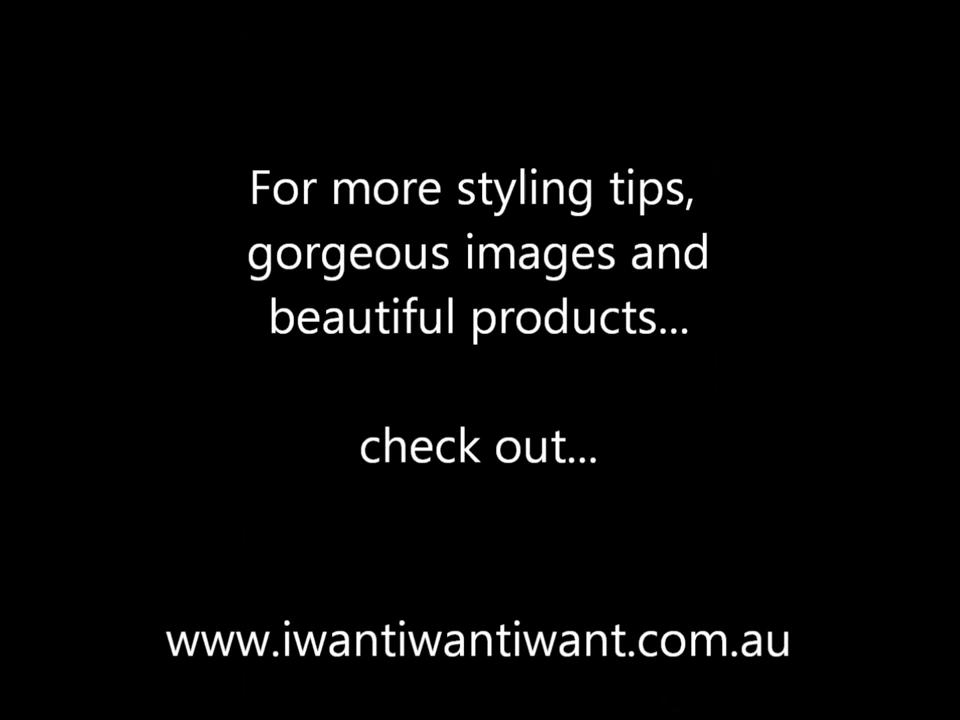 For more styling tips,
gorgeous images and
beautiful products...
check out...
www.iwantiwantiwant.com.au